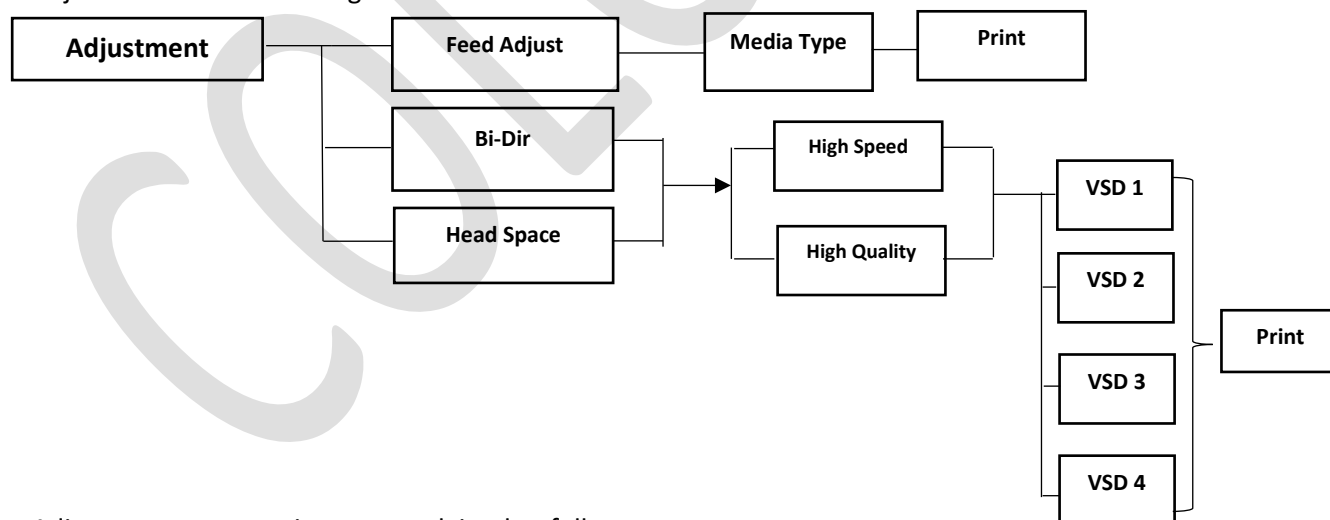 Adjustment
Feed Adjust
Media Type
Print
Bi-Dir
High Speed
Head Space
High Quality
VSD 1
VSD 2
VSD 3
VSD 4
Print